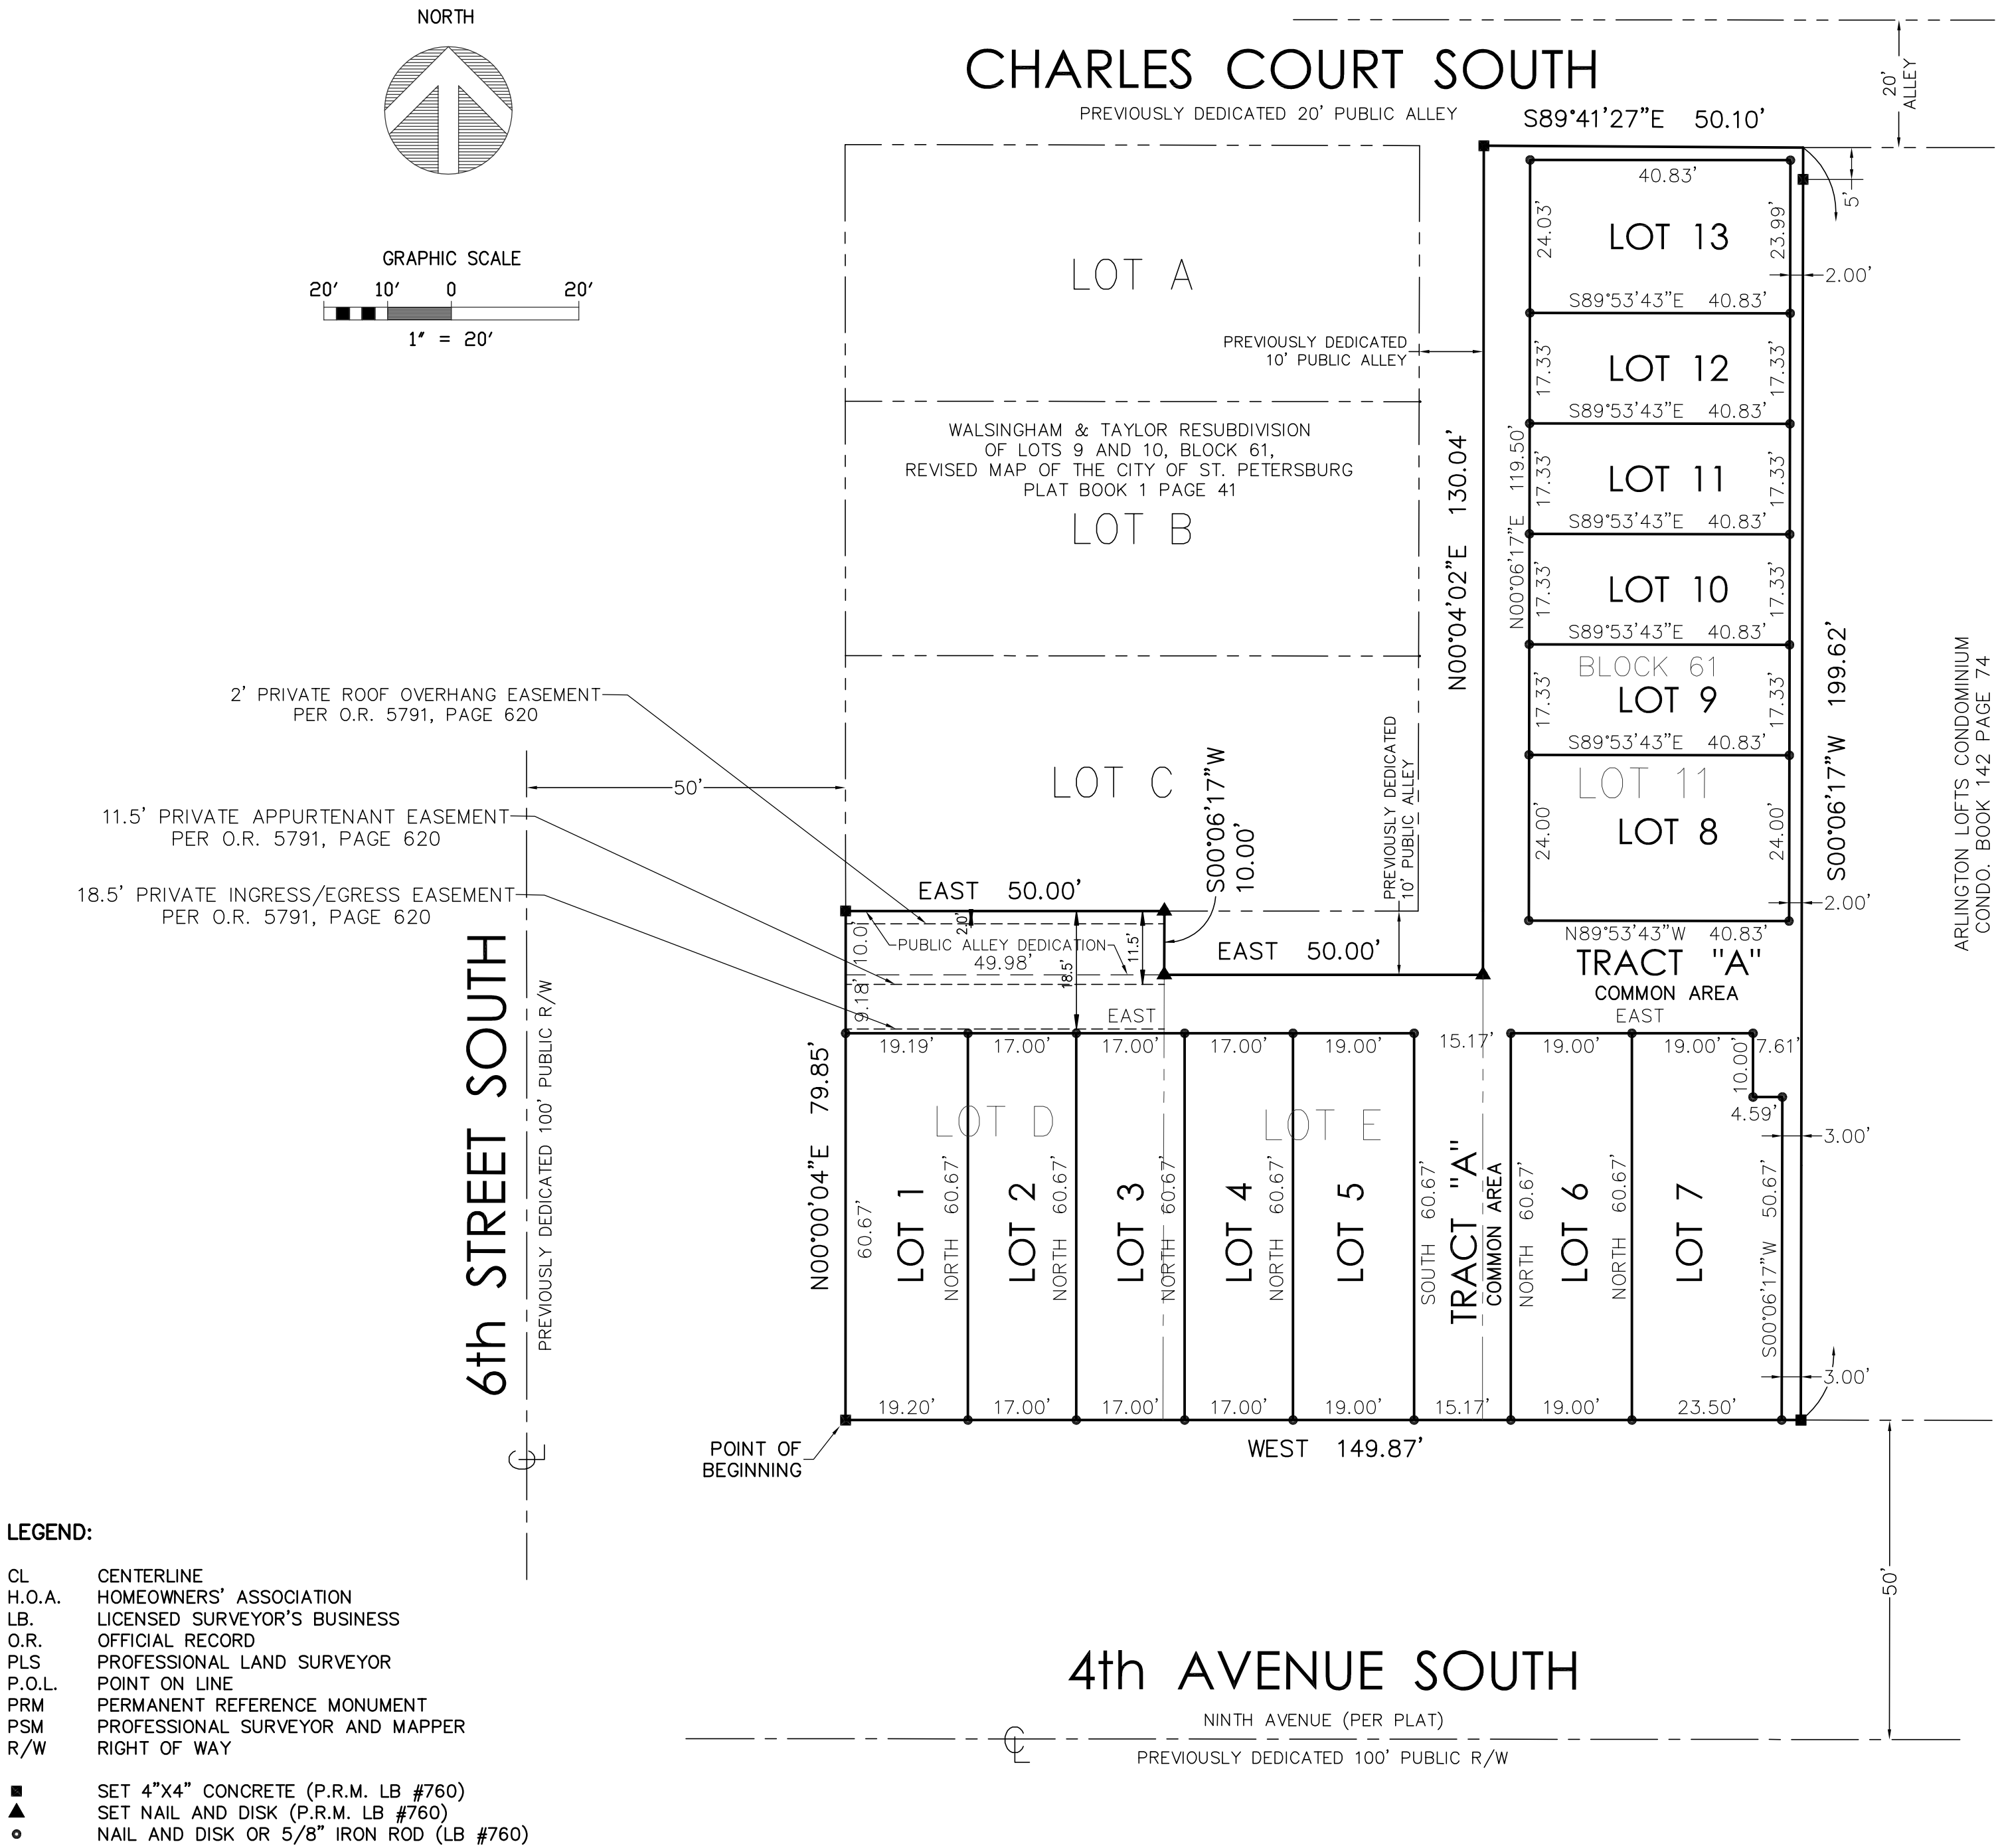 NORTH
GRAPHIC SCALE
20' 10' 0 20'
1" = 20'
CHARLES COURT SOUTH
PREVIOUSLY DEDICATED 20' PUBLIC ALLEY
20'
ALLEY
S89°41'27"E 50.10'
5'
40.83'
24.03'
LOT 13
23.99'
2.00'
S89°53'43"E 40.83'
17.33'
LOT 12
17.33'
S89°53'43"E 40.83'
N00°06'17"E 119.50'
17.33'
LOT 11
17.33'
S89°53'43"E 40.83'
17.33'
LOT 10
17.33'
S89°53'43"E 40.83'
BLOCK 61
17.33'
LOT 9
17.33'
S89°53'43"E 40.83'
LOT 11
24.00'
LOT 8
24.00'
2.00'
N89°53'43"W 40.83'
TRACT "A"
COMMON AREA
EAST
S00°06'17"W 199.62'
ARLINGTON LOFTS CONDOMINIUM
CONDO. BOOK 142 PAGE 74
LOT A
PREVIOUSLY DEDICATED
10' PUBLIC ALLEY
N00°04'02"E 130.04'
WALSINGHAM & TAYLOR RESUBDIVISION
OF LOTS 9 AND 10, BLOCK 61,
REVISED MAP OF THE CITY OF ST. PETERSBURG
PLAT BOOK 1 PAGE 41
LOT B
LOT C
PREVIOUSLY DEDICATED
10' PUBLIC ALLEY
S00°06'17"W
10.00'
2' PRIVATE ROOF OVERHANG EASEMENT
PER O.R. 5791, PAGE 620
50'
11.5' PRIVATE APPURTENANT EASEMENT
PER O.R. 5791, PAGE 620
18.5' PRIVATE INGRESS/EGRESS EASEMENT
PER O.R. 5791, PAGE 620
EAST 50.00'
2.0'
PUBLIC ALLEY DEDICATION
49.98'
10.0'
9.18'
18.5'
11.5'
EAST 50.00'
EAST
6th STREET SOUTH
PREVIOUSLY DEDICATED 100' PUBLIC R/W
N00°00'04"E 79.85'
19.19' 17.00' 17.00' 17.00' 19.00' 15.17' 19.00' 19.00' 7.61'
10.00'
4.59'
3.00'
LOT D
LOT E
60.67'
LOT 1
NORTH 60.67'
LOT 2
NORTH 60.67'
LOT 3
NORTH 60.67'
LOT 4
NORTH 60.67'
LOT 5
SOUTH 60.67'
TRACT "A"
COMMON AREA
NORTH 60.67'
LOT 6
NORTH 60.67'
LOT 7
S00°06'17"W 50.67'
3.00'
19.20' 17.00' 17.00' 17.00' 19.00' 15.17' 19.00' 23.50'
WEST 149.87'
POINT OF
BEGINNING
CL
50'
4th AVENUE SOUTH
NINTH AVENUE (PER PLAT)
CL
PREVIOUSLY DEDICATED 100' PUBLIC R/W
LEGEND:
CL CENTERLINE
H.O.A. HOMEOWNERS' ASSOCIATION
LB. LICENSED SURVEYOR'S BUSINESS
O.R. OFFICIAL RECORD
PLS PROFESSIONAL LAND SURVEYOR
P.O.L. POINT ON LINE
PRM PERMANENT REFERENCE MONUMENT
PSM PROFESSIONAL SURVEYOR AND MAPPER
R/W RIGHT OF WAY
SET 4"X4" CONCRETE (P.R.M. LB #760)
SET NAIL AND DISK (P.R.M. LB #760)
NAIL AND DISK OR 5/8" IRON ROD (LB #760)